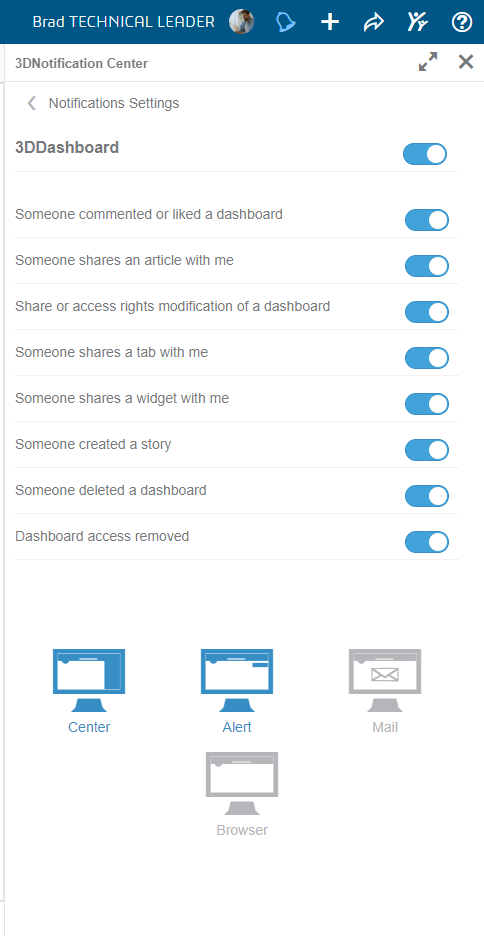 Brad TECHNICAL LEADER
3DNotification Center
Notifications Settings
3DDashboard
Someone commented or liked a dashboard
Someone shares an article with me
Share or access rights modification of a dashboard
Someone shares a tab with me
Someone shares a widget with me
Someone created a story
Someone deleted a dashboard
Dashboard access removed
Center Alert Mail
Browser